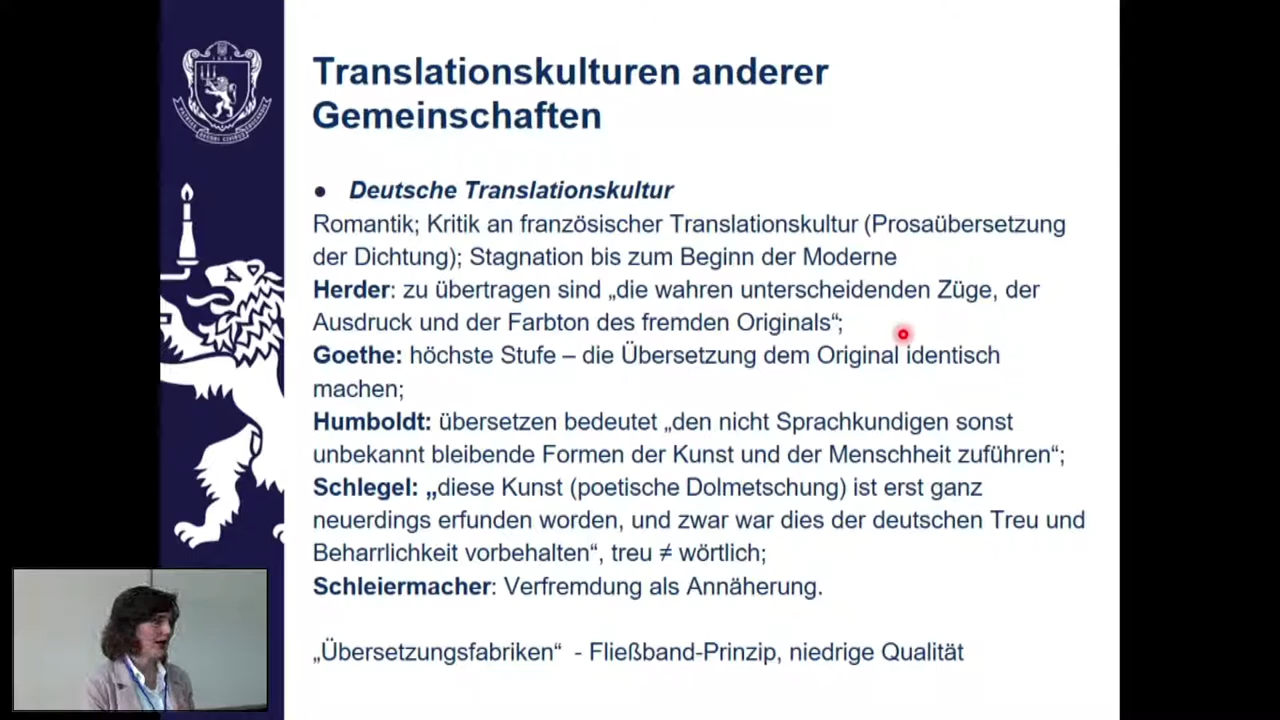 Translationskulturen anderer
Gemeinschaften
● Deutsche Translationskultur
Romantik; Kritik an französischer Translationskultur (Prosaübersetzung
der Dichtung); Stagnation bis zum Beginn der Moderne
Herder: zu übertragen sind „die wahren unterscheidenden Züge, der
Ausdruck und der Farbton des fremden Originals“;
Goethe: höchste Stufe – die Übersetzung dem Original identisch
machen;
Humboldt: übersetzen bedeutet „den nicht Sprachkundigen sonst
unbekannt bleibende Formen der Kunst und der Menschheit zuführen“;
Schlegel: „diese Kunst (poetische Dolmetschung) ist erst ganz
neuerdings erfunden worden, und zwar war dies der deutschen Treu und
Beharrlichkeit vorbehalten“, treu ≠ wörtlich;
Schleiermacher: Verfremdung als Annäherung.
„Übersetzungsfabriken“ - Fließband-Prinzip, niedrige Qualität